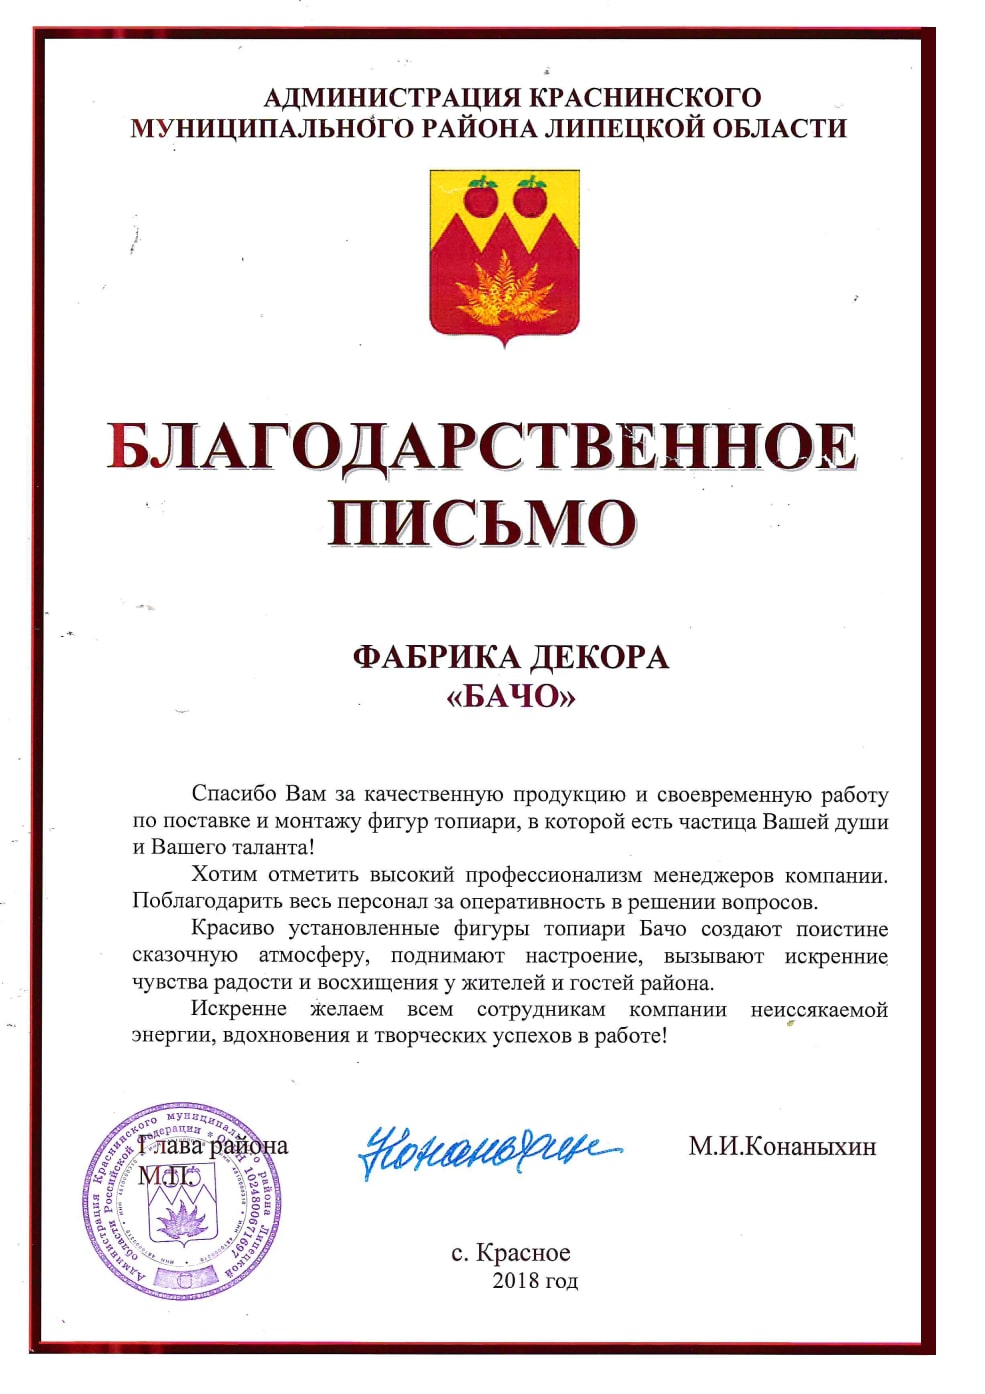 АДМИНИСТРАЦИЯ КРАСНИНСКОГО
МУНИЦИПАЛЬНОГО РАЙОНА ЛИПЕЦКОЙ ОБЛАСТИ
БЛАГОДАРСТВЕННОЕ
ПИСЬМО
ФАБРИКА ДЕКОРА
«БАЧО»
Спасибо Вам за качественную продукцию и своевременную работу
по поставке и монтажу фигур топиари, в которой есть частица Вашей души
и Вашего таланта!
Хотим отметить высокий профессионализм менеджеров компании.
Поблагодарить весь персонал за оперативность в решении вопросов.
Красиво установленные фигуры топиари Бачо создают поистине
сказочную атмосферу, поднимают настроение, вызывают искренние
чувства радости и восхищения у жителей и гостей района.
Искренне желаем всем сотрудникам компании неиссякаемой
энергии, вдохновения и творческих успехов в работе!
Глава района
М.П.
Конаныхин
М.И.Конаныхин
Администрация Краснинского муниципального района Липецкой
области Российской Федерации * ОГРН 1024800671697
с. Красное
2018 год